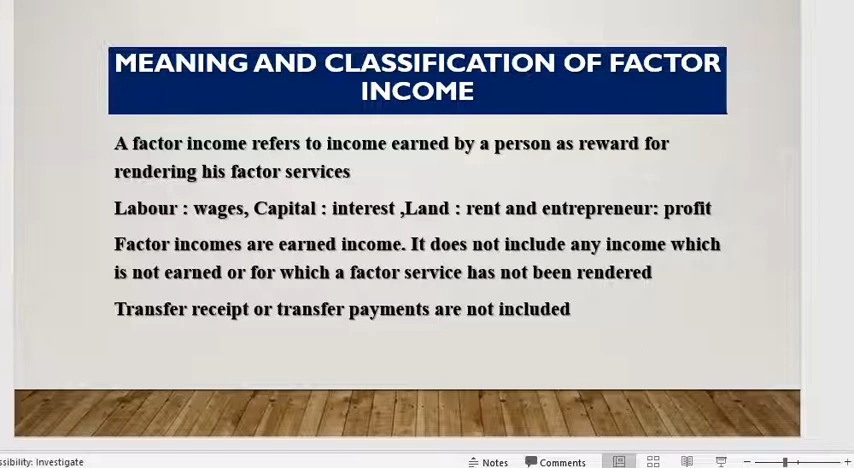 MEANING AND CLASSIFICATION OF FACTOR
INCOME
A factor income refers to income earned by a person as reward for
rendering his factor services
Labour : wages, Capital : interest ,Land : rent and entrepreneur: profit
Factor incomes are earned income. It does not include any income which
is not earned or for which a factor service has not been rendered
Transfer receipt or transfer payments are not included
ssibility: Investigate
Notes
Comments